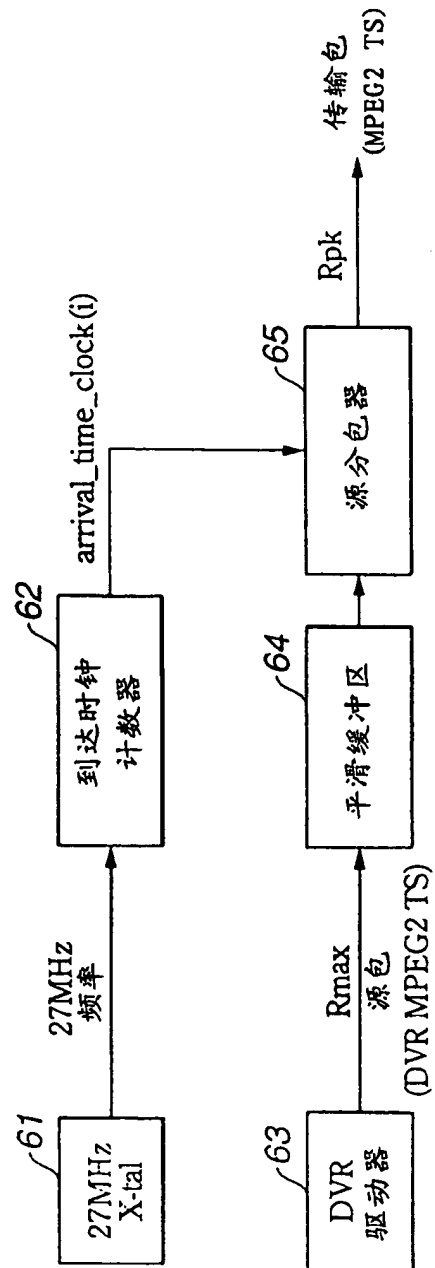 61
27MHz
X-tal
27MHz
频率
62
到达时钟
计数器
arrival_time_clock(i)
63
DVR
驱动器
Rmax
源包
(DVR MPEG2 TS)
64
平滑缓冲区
65
源分包器
Rpk
传输包
(MPEG2 TS)